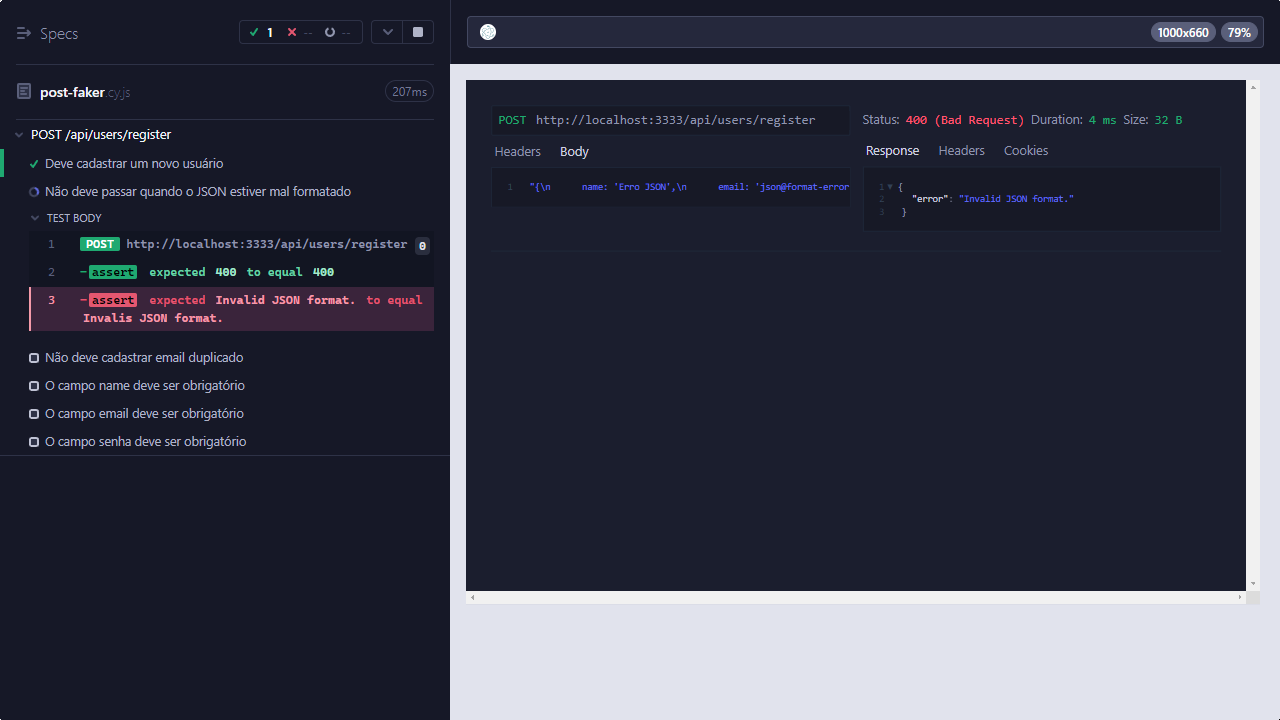 Specs
1
--
--
post-faker.cy.js
207ms
POST /api/users/register
Deve cadastrar um novo usuário
Não deve passar quando o JSON estiver mal formatado
TEST BODY
1 POST http://localhost:3333/api/users/register 0
2 -assert expected 400 to equal 400
3 -assert expected Invalid JSON format. to equal
Invalis JSON format.
Não deve cadastrar email duplicado
O campo name deve ser obrigatório
O campo email deve ser obrigatório
O campo senha deve ser obrigatório
1000x660
79%
POST http://localhost:3333/api/users/register
Headers Body
1 "{\n name: 'Erro JSON',\n email: 'json@format-error
Status: 400 (Bad Request) Duration: 4 ms Size: 32 B
Response Headers Cookies
1 {
2 "error": "Invalid JSON format."
3 }